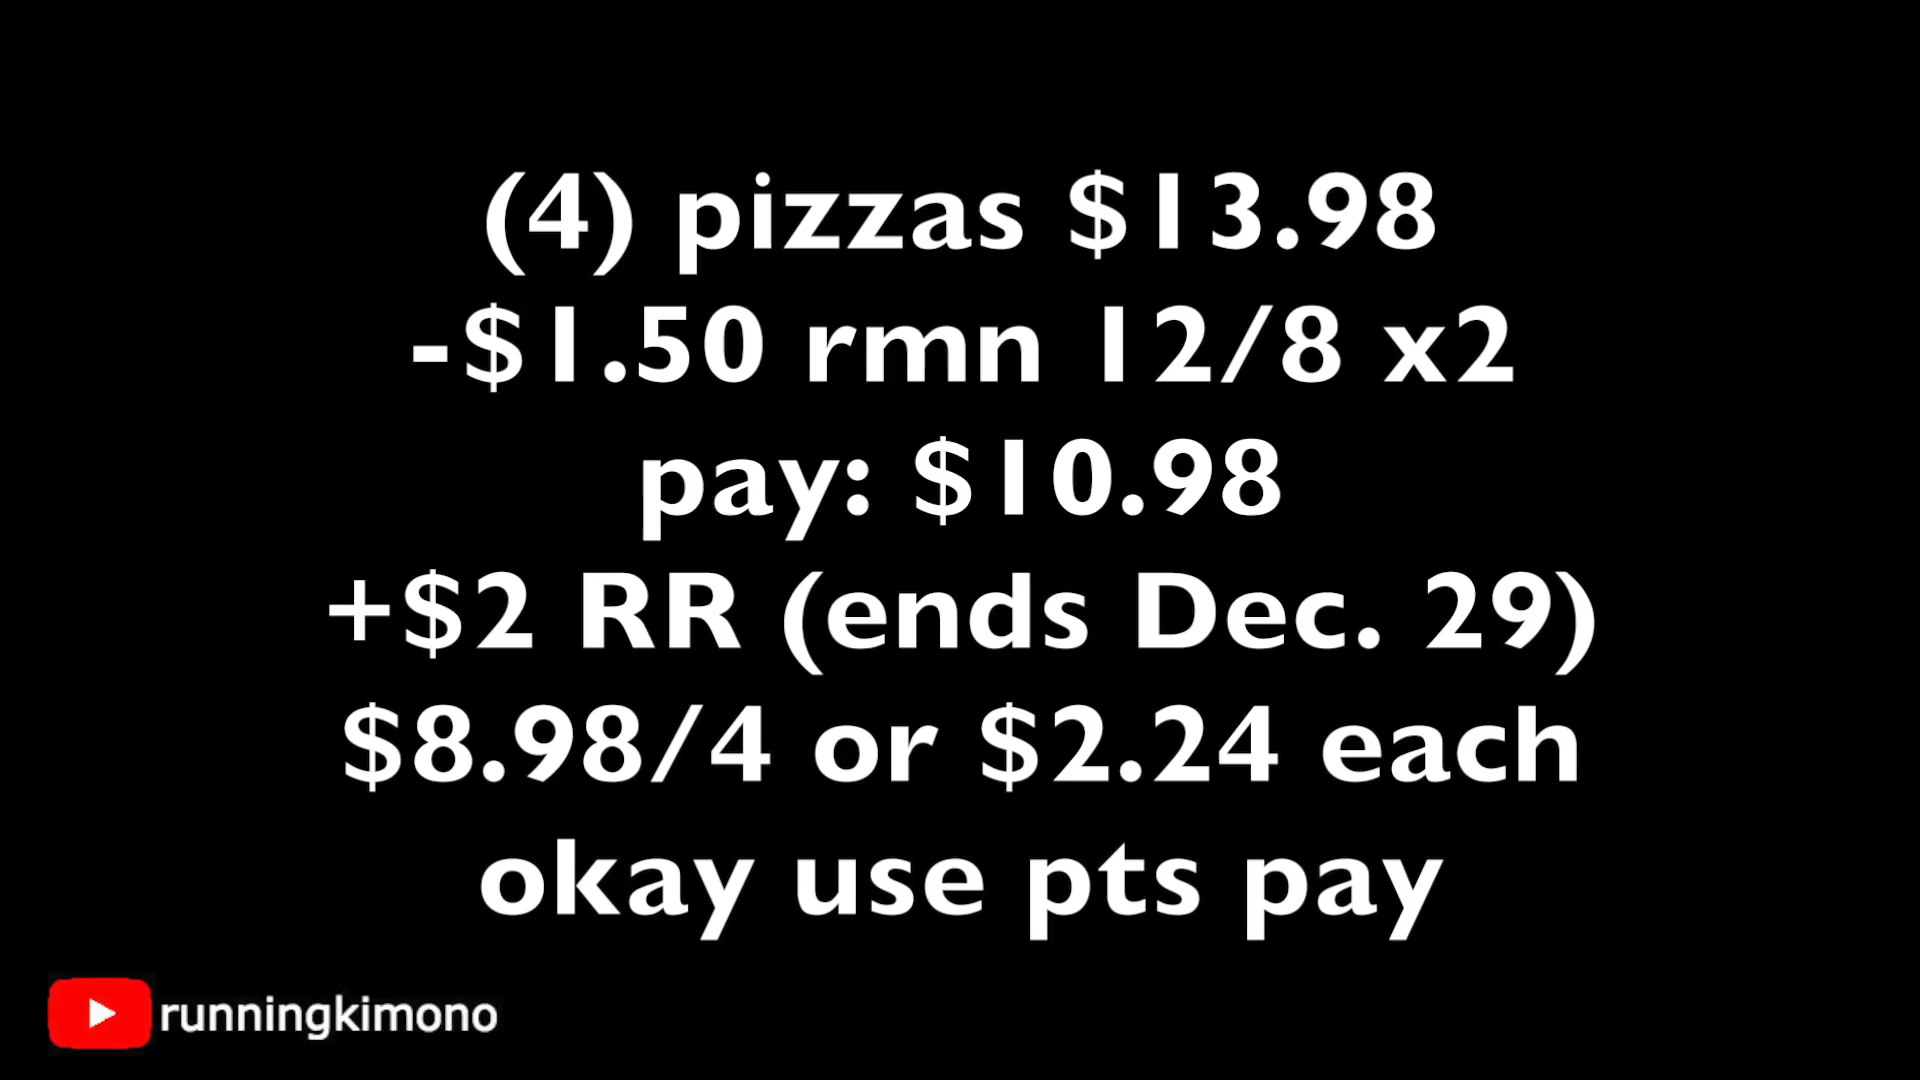 (4) pizzas $13.98
-$1.50 rmn 12/8 x2
pay: $10.98
+$2 RR (ends Dec. 29)
$8.98/4 or $2.24 each
okay use pts pay
runningkimono